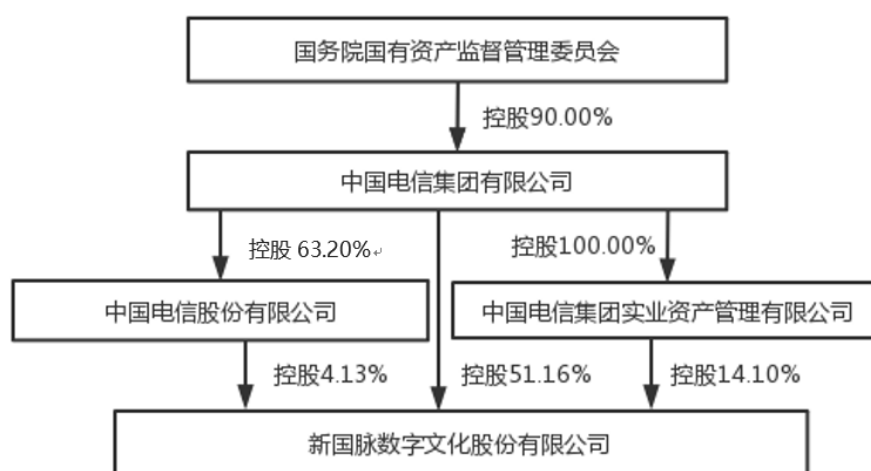 国务院国有资产监督管理委员会
控股90.00%
中国电信集团有限公司
控股 63.20%↵
控股100.00%
中国电信股份有限公司
中国电信集团实业资产管理有限公司
控股4.13%
控股51.16%
控股14.10%
新国脉数字文化股份有限公司